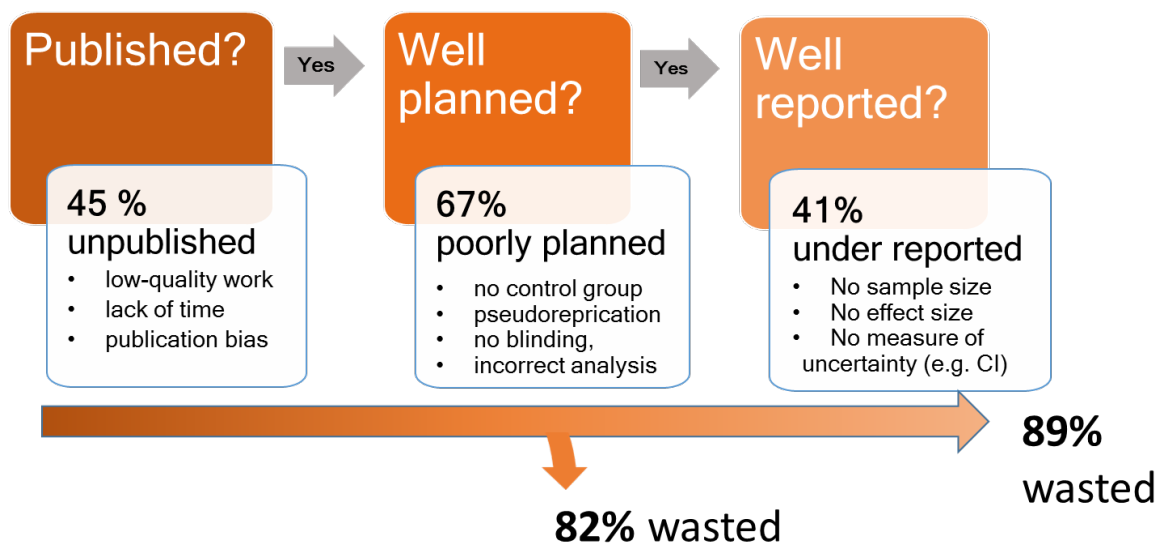 Published?
Yes
Well
planned?
Yes
Well
reported?
45 %
unpublished
• low-quality work
• lack of time
• publication bias
67%
poorly planned
• no control group
• pseudoreprication
• no blinding,
• incorrect analysis
41%
under reported
• No sample size
• No effect size
• No measure of
uncertainty (e.g. CI)
89%
wasted
82% wasted